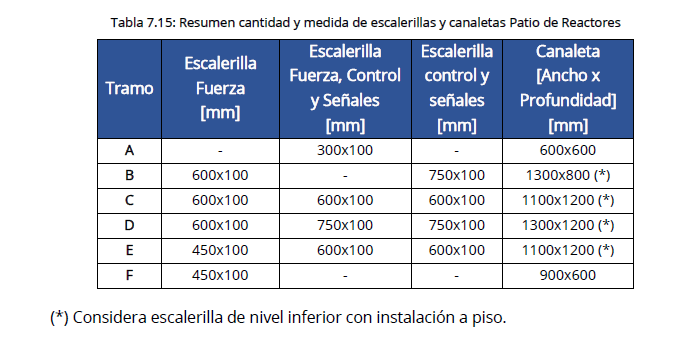 Tabla 7.15: Resumen cantidad y medida de escalerillas y canaletas Patio de Reactores
Tramo Escalerilla Fuerza [mm] Escalerilla Fuerza, Control y Señales [mm] Escalerilla control y señales [mm] Canaleta [Ancho x Profundidad] [mm]
A - 300x100 - 600x600
B 600x100 - 750x100 1300x800 (*)
C 600x100 600x100 600x100 1100x1200 (*)
D 600x100 750x100 750x100 1300x1200 (*)
E 450x100 600x100 600x100 1100x1200 (*)
F 450x100 - - 900x600
(*) Considera escalerilla de nivel inferior con instalación a piso.